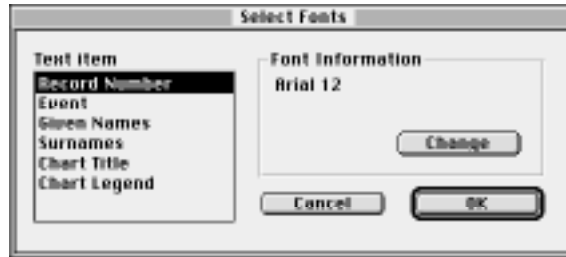 Select Fonts
Text item
Record Number
Event
Given Names
Surnames
Chart Title
Chart Legend
Font Information
Arial 12
Change
Cancel
OK